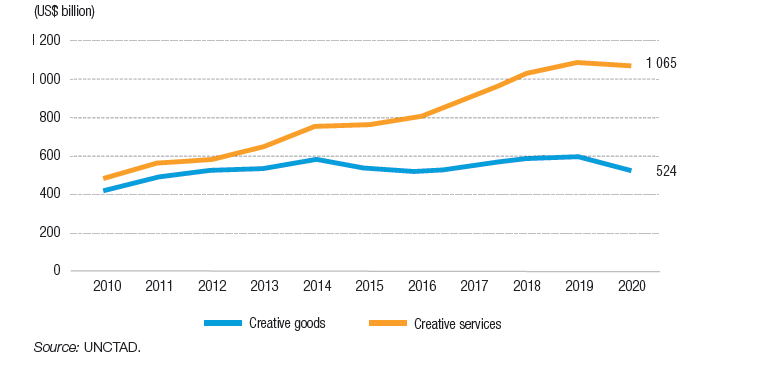 (US$ billion)
1 200
1 000
800
600
400
200
0
1 065
524
2010 2011 2012 2013 2014 2015 2016 2017 2018 2019 2020
Creative goods Creative services
Source: UNCTAD.